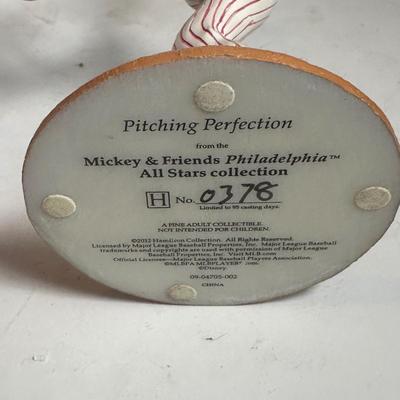 Pitching Perfection
from the
Mickey & Friends Philadelphia™
All Stars collection
H No. 0378
Limited to 95 casting days.
A FINE ADULT COLLECTIBLE.
NOT INTENDED FOR CHILDREN.
©2012 Hamilton Collection. All Rights Reserved.
Licensed by Major League Baseball Properties, Inc. Major League Baseball
trademarks and copyrights are used with permission of Major League
Baseball Properties, Inc. Visit MLB.com
Official Licensee—Major League Baseball Players Association.
©MLBPA MLBPLAYERS.com.
©Disney.
09-04705-002
CHINA